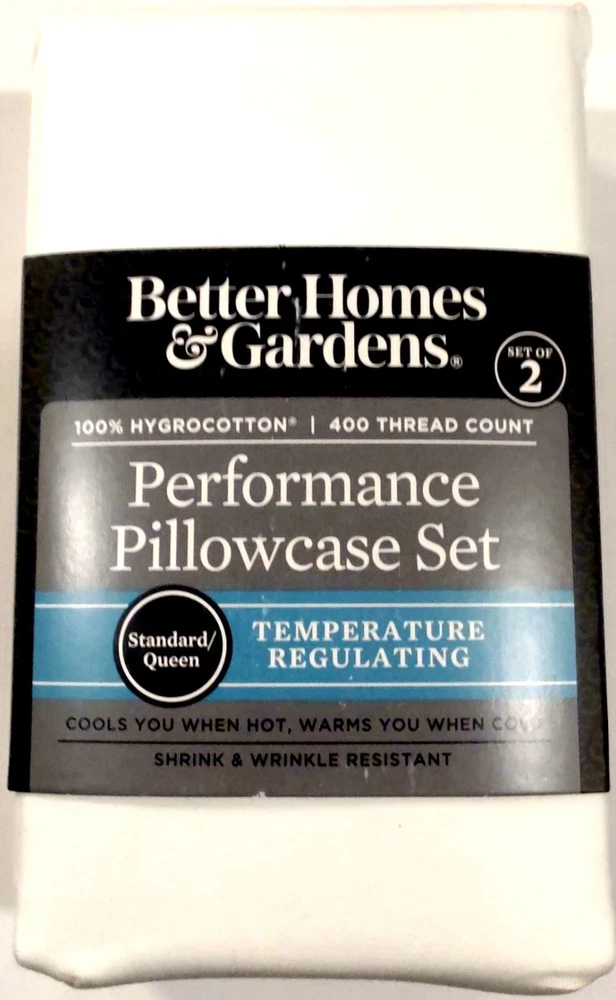 Better Homes
& Gardens®
SET OF
2
100% HYGROCOTTON® | 400 THREAD COUNT
Performance
Pillowcase Set
Standard/
Queen
TEMPERATURE
REGULATING
COOLS YOU WHEN HOT, WARMS YOU WHEN COLD
SHRINK & WRINKLE RESISTANT